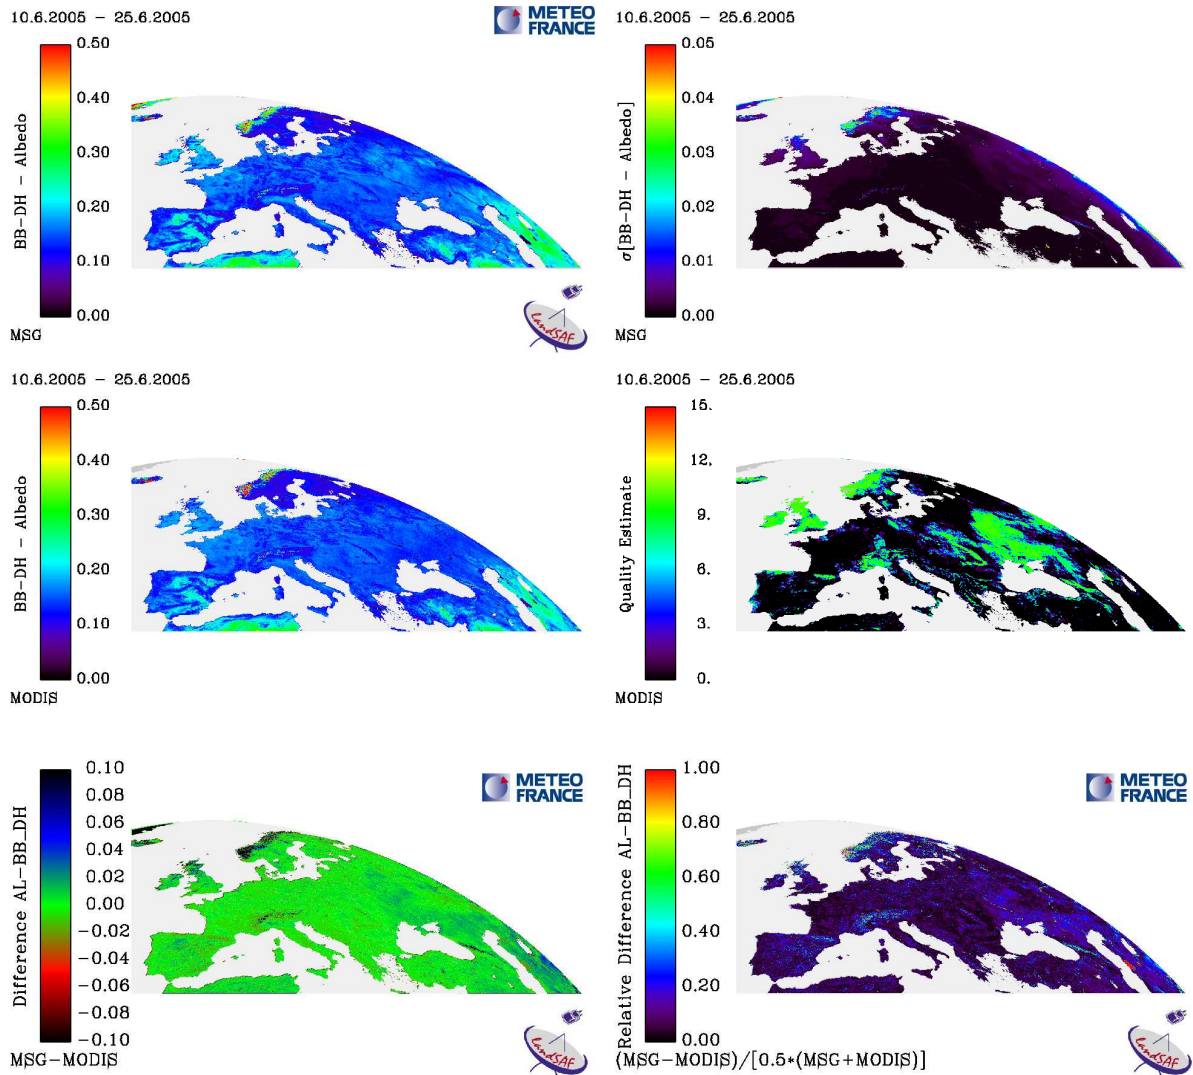 10.6.2005 – 25.6.2005
METEO
FRANCE
BB–DH – Albedo
0.50
0.40
0.30
0.20
0.10
0.00
MSG
LandSAF
10.6.2005 – 25.6.2005
σ[BB–DH – Albedo]
0.05
0.04
0.03
0.02
0.01
0.00
MSG
10.6.2005 – 25.6.2005
BB–DH – Albedo
0.50
0.40
0.30
0.20
0.10
0.00
MODIS
10.6.2005 – 25.6.2005
Quality Estimate
15.
12.
9.
6.
3.
0.
MODIS
Difference AL–BB_DH
0.10
0.08
0.06
0.04
0.02
0.00
−0.02
−0.04
−0.06
−0.08
−0.10
MSG–MODIS
METEO
FRANCE
LandSAF
Relative Difference AL–BB_DH
1.00
0.80
0.60
0.40
0.20
0.00
(MSG–MODIS)/[0.5*(MSG+MODIS)]
METEO
FRANCE
LandSAF